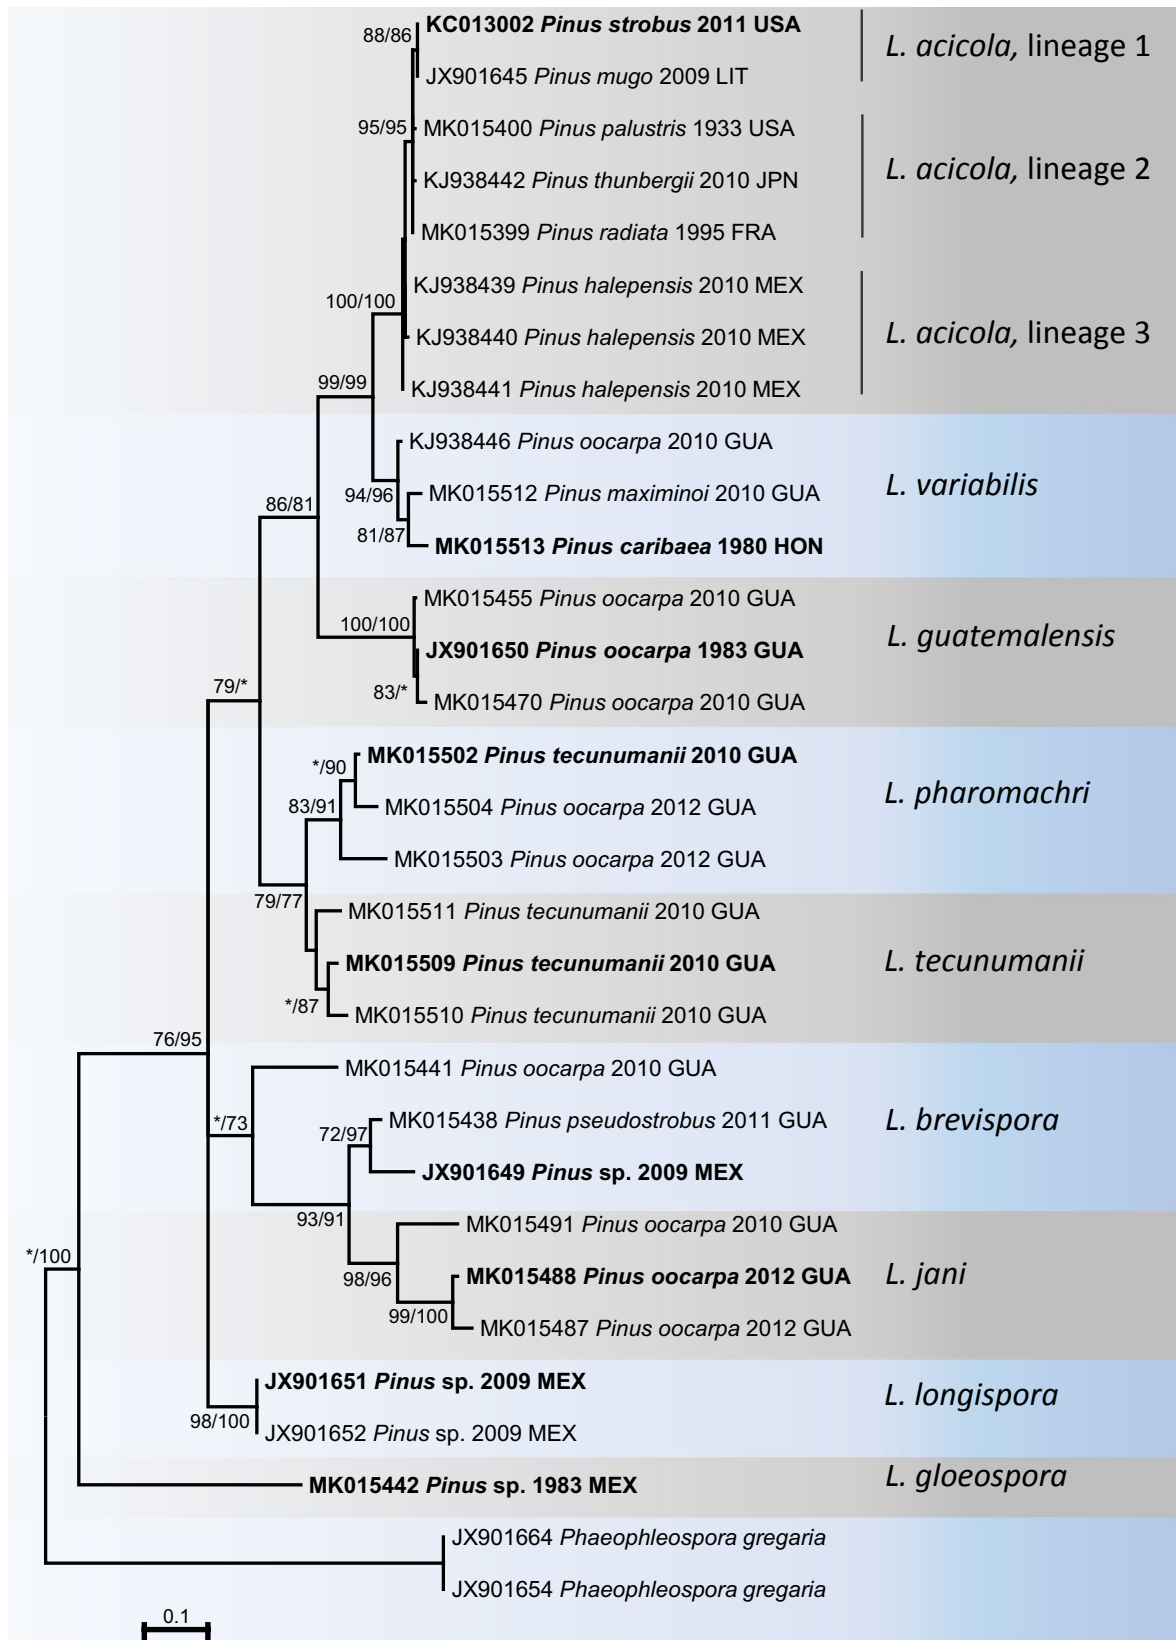 KC013002 Pinus strobus 2011 USA
88/86
L. acicola, lineage 1
JX901645 Pinus mugo 2009 LIT
95/95
MK015400 Pinus palustris 1933 USA
L. acicola, lineage 2
KJ938442 Pinus thunbergii 2010 JPN
MK015399 Pinus radiata 1995 FRA
KJ938439 Pinus halepensis 2010 MEX
100/100
L. acicola, lineage 3
KJ938440 Pinus halepensis 2010 MEX
99/99
KJ938441 Pinus halepensis 2010 MEX
KJ938446 Pinus oocarpa 2010 GUA
94/96
MK015512 Pinus maximinoi 2010 GUA
L. variabilis
86/81
81/87
MK015513 Pinus caribaea 1980 HON
MK015455 Pinus oocarpa 2010 GUA
100/100
L. guatemalensis
JX901650 Pinus oocarpa 1983 GUA
79/*
83/*
MK015470 Pinus oocarpa 2010 GUA
MK015502 Pinus tecunumanii 2010 GUA
*/90
L. pharomachri
83/91
MK015504 Pinus oocarpa 2012 GUA
MK015503 Pinus oocarpa 2012 GUA
79/77
MK015511 Pinus tecunumanii 2010 GUA
MK015509 Pinus tecunumanii 2010 GUA
L. tecunumanii
*/87
MK015510 Pinus tecunumanii 2010 GUA
76/95
MK015441 Pinus oocarpa 2010 GUA
*/73
72/97
MK015438 Pinus pseudostrobus 2011 GUA
L. brevispora
JX901649 Pinus sp. 2009 MEX
93/91
MK015491 Pinus oocarpa 2010 GUA
*/100
98/96
MK015488 Pinus oocarpa 2012 GUA
L. jani
99/100
MK015487 Pinus oocarpa 2012 GUA
JX901651 Pinus sp. 2009 MEX
L. longispora
98/100
JX901652 Pinus sp. 2009 MEX
MK015442 Pinus sp. 1983 MEX
L. gloeospora
JX901664 Phaeophleospora gregaria
JX901654 Phaeophleospora gregaria
0.1